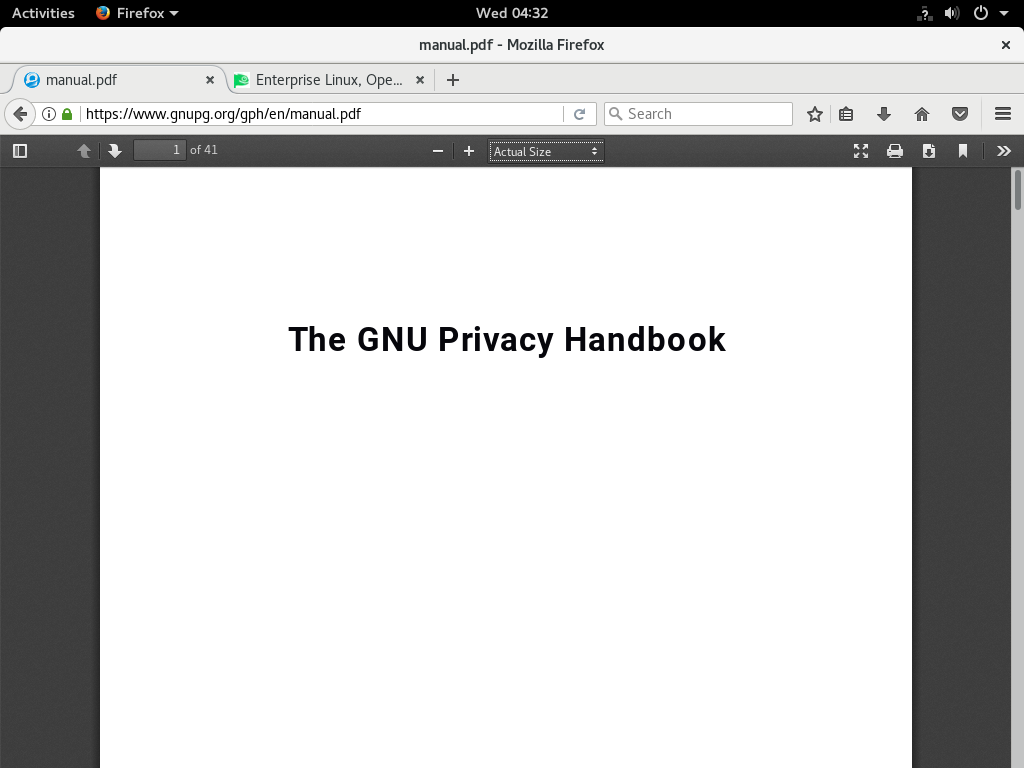 Activities Firefox Wed 04:32
manual.pdf - Mozilla Firefox
manual.pdf Enterprise Linux, Ope...
https://www.gnupg.org/gph/en/manual.pdf Search
1 of 41 Actual Size
The GNU Privacy Handbook